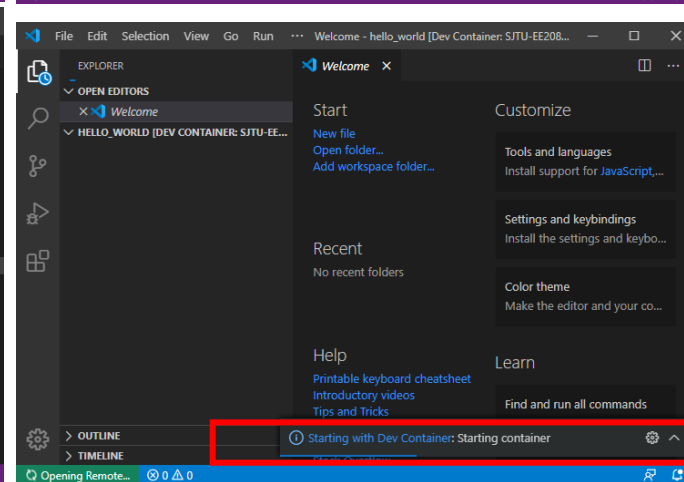 File Edit Selection View Go Run ··· Welcome - hello_world [Dev Container: SJTU-EE208...
EXPLORER
Welcome
OPEN EDITORS
Welcome
HELLO_WORLD [DEV CONTAINER: SJTU-EE...
Start
New file
Open folder...
Add workspace folder...
Recent
No recent folders
Help
Printable keyboard cheatsheet
Introductory videos
Tips and Tricks
Customize
Tools and languages
Install support for JavaScript,...
Settings and keybindings
Install the settings and keybo...
Color theme
Make the editor and your co...
Learn
Find and run all commands
OUTLINE
TIMELINE
Starting with Dev Container: Starting container
Opening Remote... 0 0